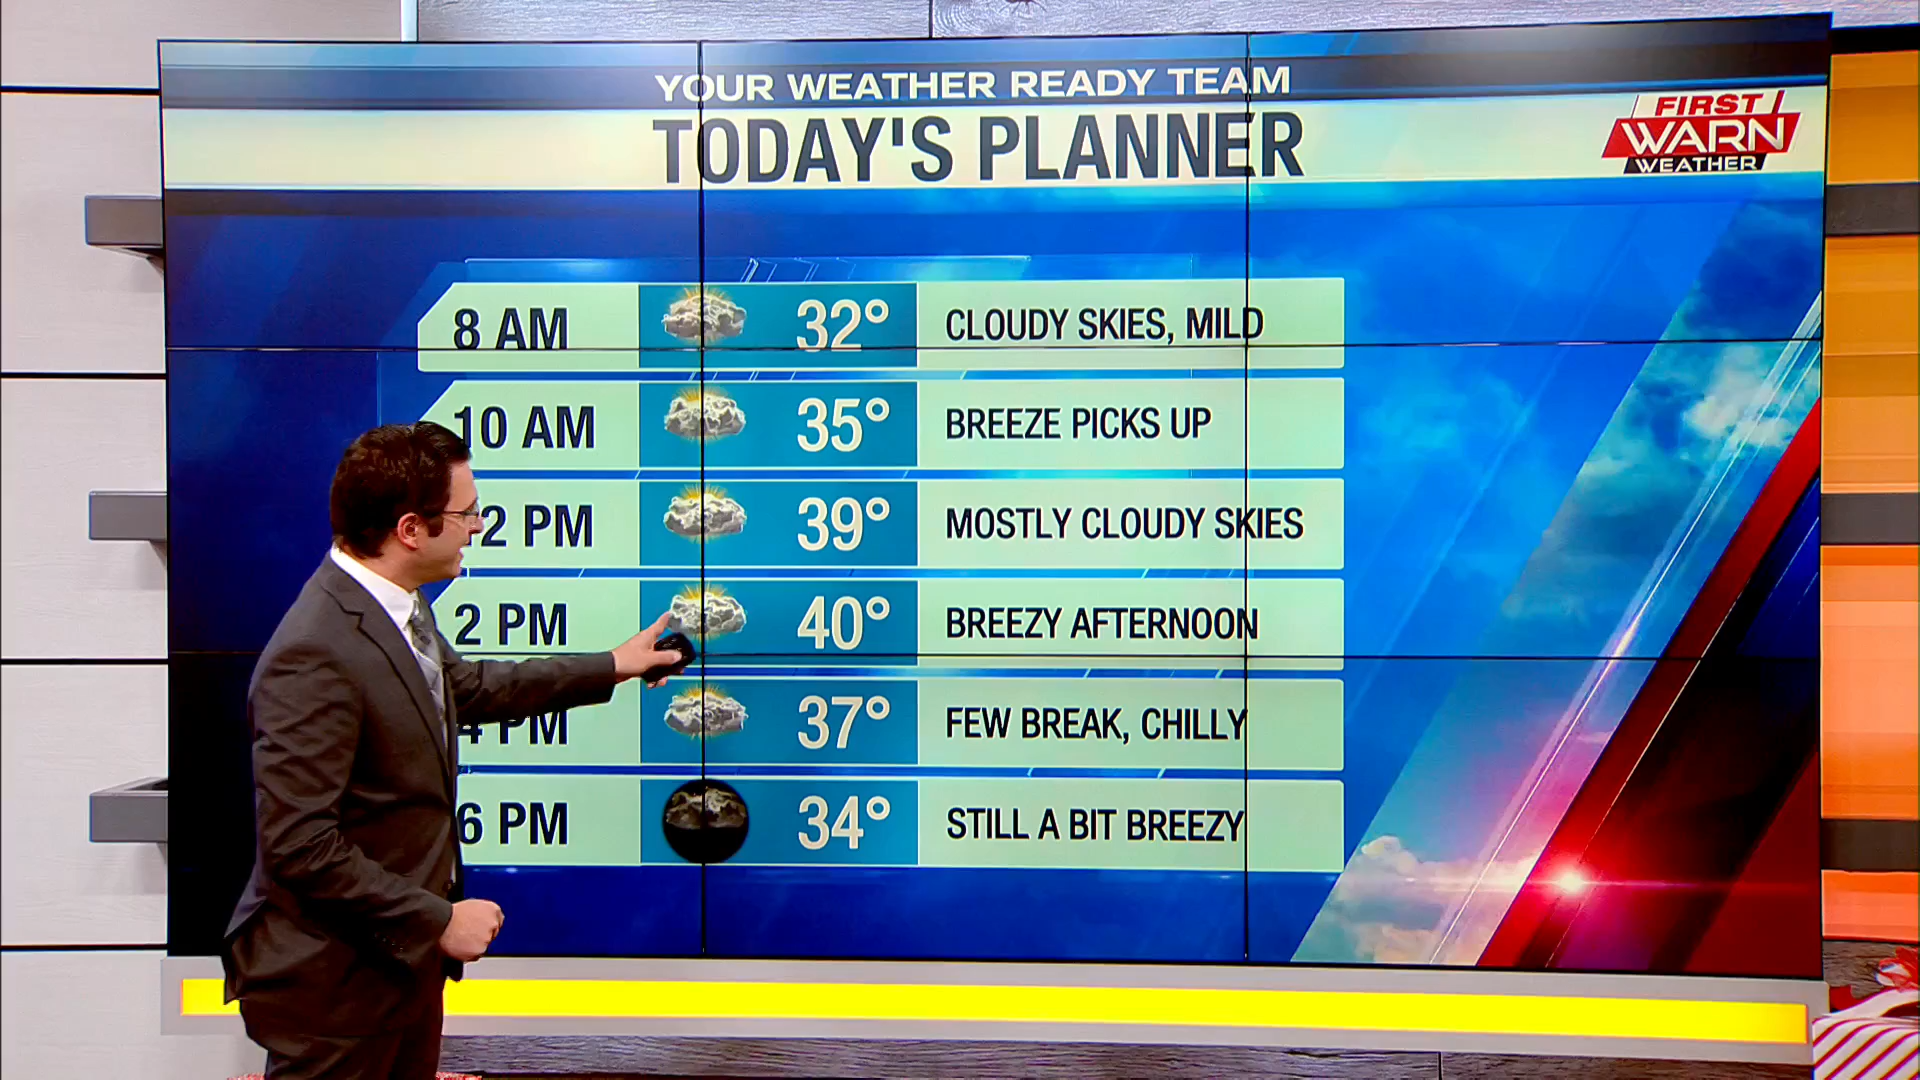 YOUR WEATHER READY TEAM
TODAY'S PLANNER
FIRST
WARN
WEATHER
8 AM 32° CLOUDY SKIES, MILD
10 AM 35° BREEZE PICKS UP
12 PM 39° MOSTLY CLOUDY SKIES
2 PM 40° BREEZY AFTERNOON
4 PM 37° FEW BREAK, CHILLY
6 PM 34° STILL A BIT BREEZY